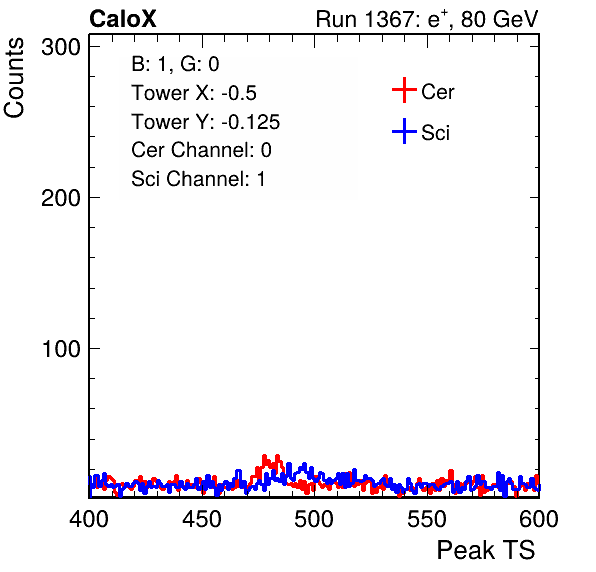 CaloX Run 1367: e⁺, 80 GeV
Counts
300
200
100
B: 1, G: 0
Tower X: -0.5
Tower Y: -0.125
Cer Channel: 0
Sci Channel: 1
Cer
Sci
400 450 500 550 600
Peak TS